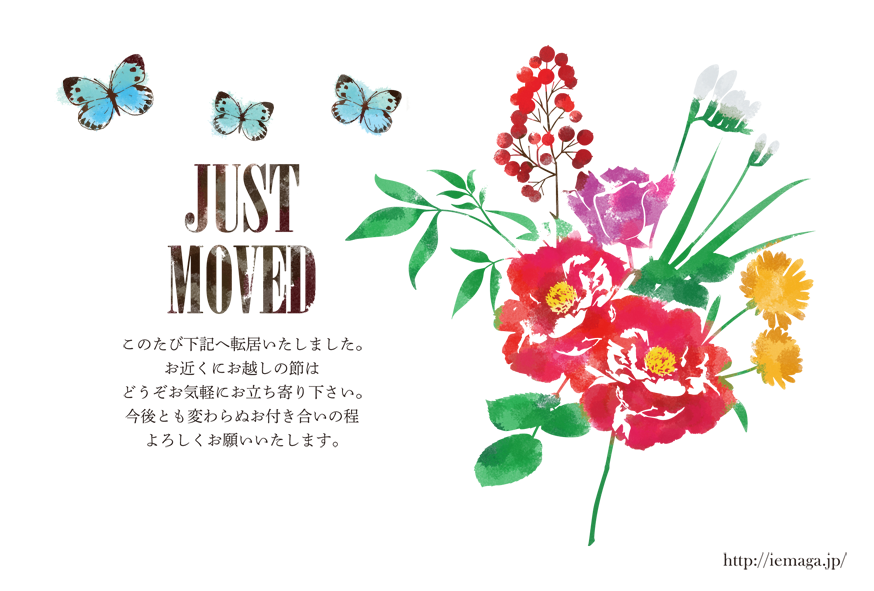 JUST
MOVED
このたび下記へ転居いたしました。
お近くにお越しの節は
どうぞお気軽にお立ち寄り下さい。
今後とも変わらぬお付き合いの程
よろしくお願いいたします。
http://iemaga.jp/